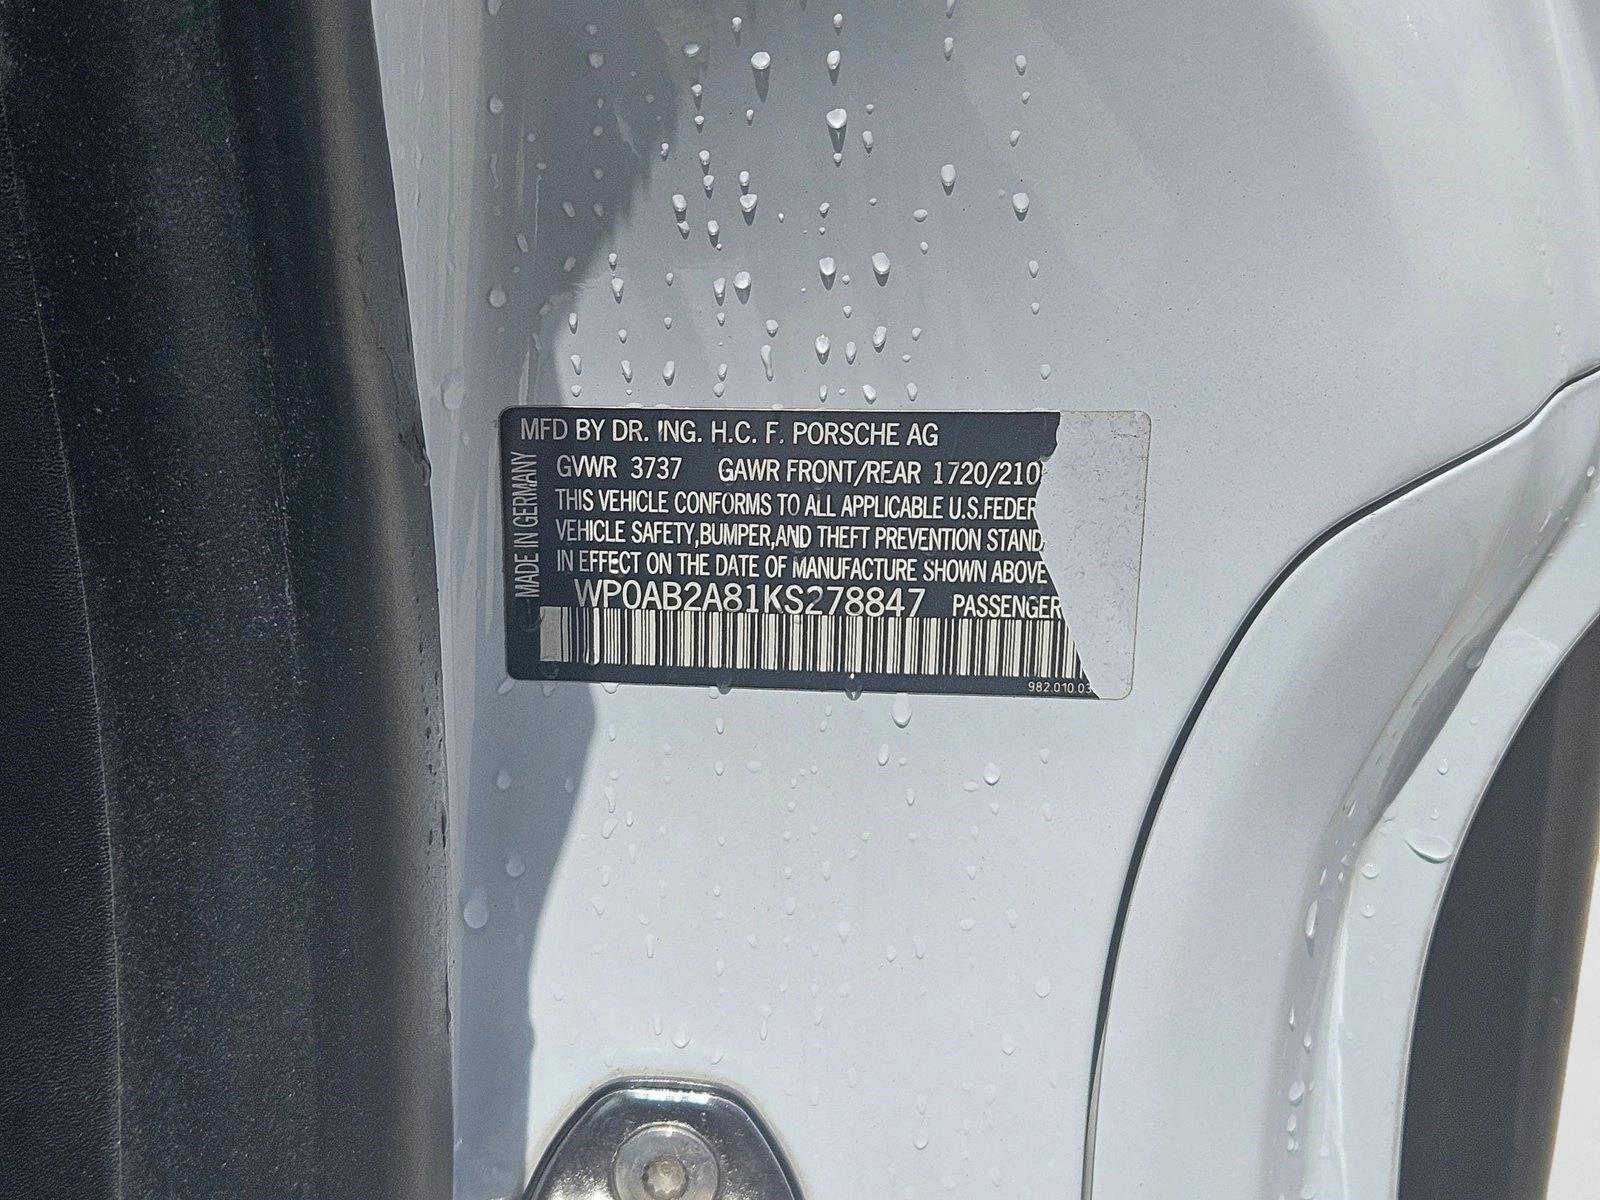 MFD BY DR. ING. H.C. F. PORSCHE AG
GVWR 3737 GAWR FRONT/REAR 1720/210
THIS VEHICLE CONFORMS TO ALL APPLICABLE U.S.FEDER
VEHICLE SAFETY,BUMPER,AND THEFT PREVENTION STAND
IN EFFECT ON THE DATE OF MANUFACTURE SHOWN ABOVE
WP0AB2A81KS278847 PASSENGER
982.010.03
MADE IN GERMANY